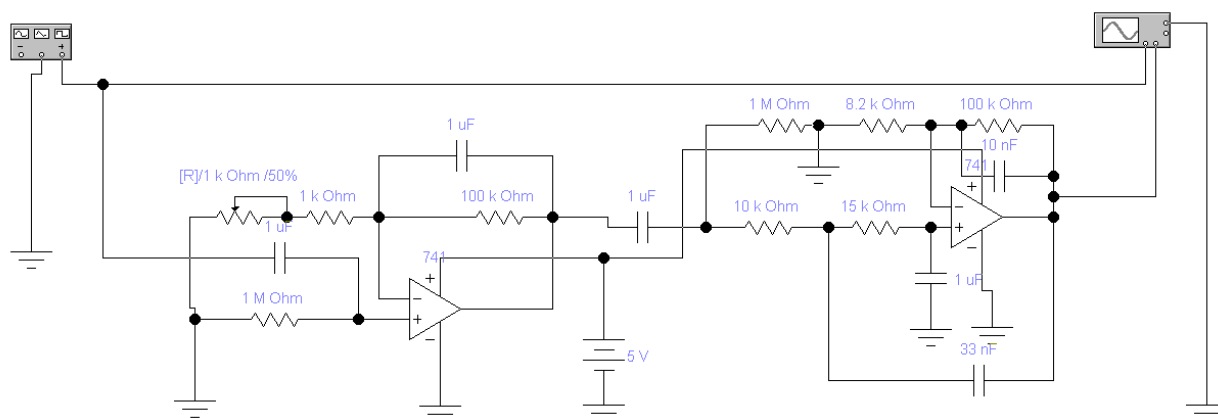 1 M Ohm
8.2 k Ohm
100 k Ohm
1 uF
10 nF
741
[R]/1 k Ohm /50%
1 k Ohm
100 k Ohm
1 uF
10 k Ohm
15 k Ohm
1 uF
741
1 uF
1 M Ohm
5 V
33 nF